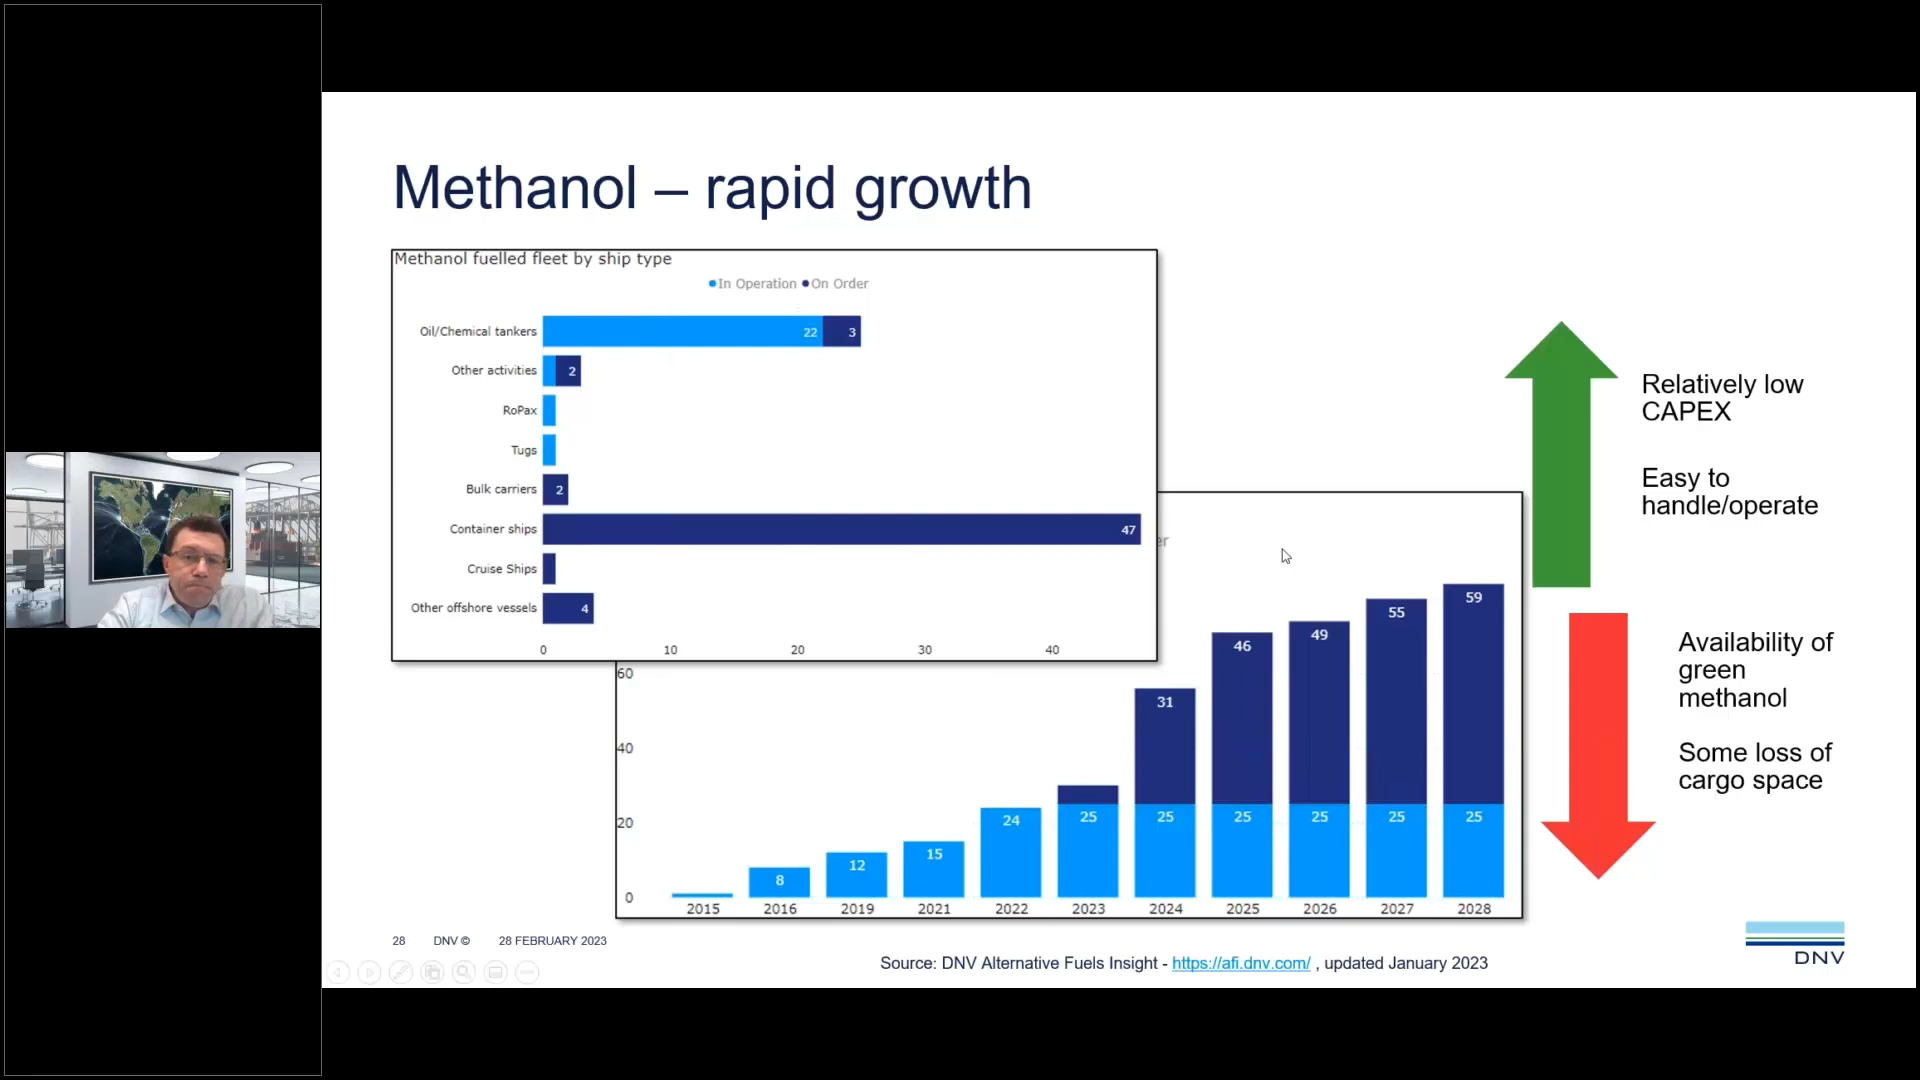 Methanol – rapid growth
Methanol fuelled fleet by ship type
In Operation On Order
Oil/Chemical tankers 22 3
Other activities 2
RoPax
Tugs
Bulk carriers 2
Container ships 47
Cruise Ships
Other offshore vessels 4
0 10 20 30 40
er
60
40
20
0
8 12 15 24 25 25 25 25 25 25
31 46 49 55 59
2015 2016 2019 2021 2022 2023 2024 2025 2026 2027 2028
Relatively low
CAPEX
Easy to
handle/operate
Availability of
green
methanol
Some loss of
cargo space
28 DNV © 28 FEBRUARY 2023
Source: DNV Alternative Fuels Insight - https://afi.dnv.com/ , updated January 2023
DNV